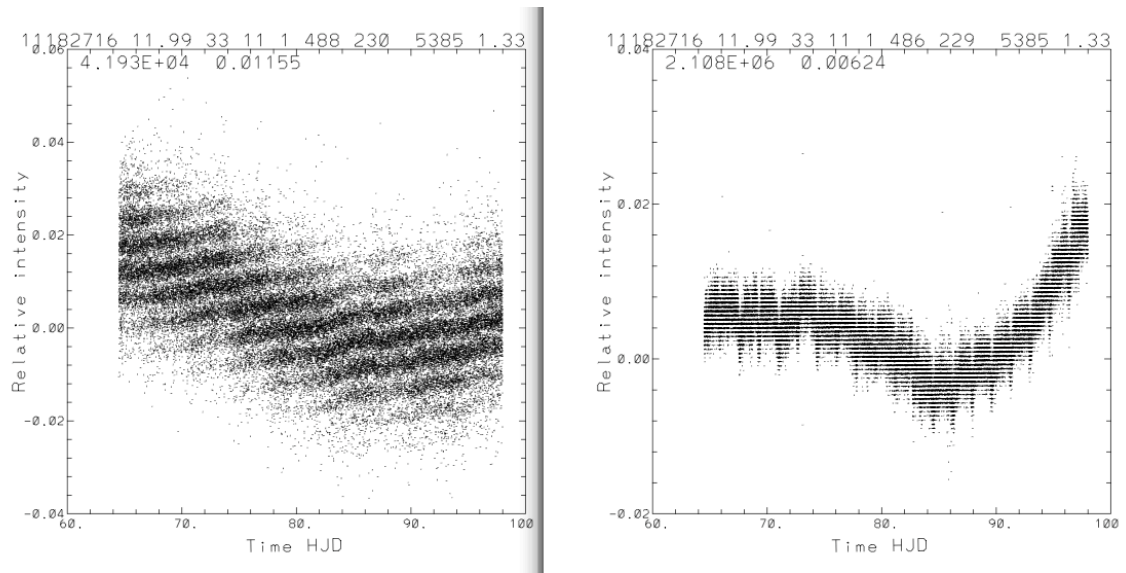 11182716 11.99 33 11 1 488 230 5385 1.33
0.06
4.193E+04 0.01155
0.04
0.02
0.00
-0.02
-0.04
Relative intensity
60. 70. 80. 90. 100
Time HJD
11182716 11.99 33 11 1 486 229 5385 1.33
0.04
2.108E+06 0.00624
0.02
0.00
-0.02
Relative intensity
60. 70. 80. 90. 100
Time HJD